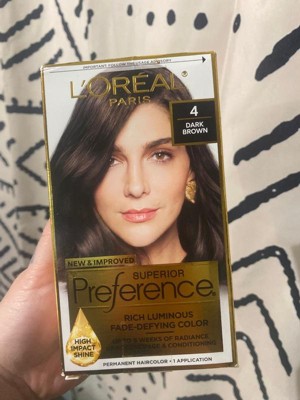 L'ORÉAL
PARIS
4
DARK
BROWN
NEW & IMPROVED
SUPERIOR
Preference
RICH LUMINOUS
FADE-DEFYING COLOR
HIGH
IMPACT
SHINE
PERMANENT HAIRCOLOR • 1 APPLICATION